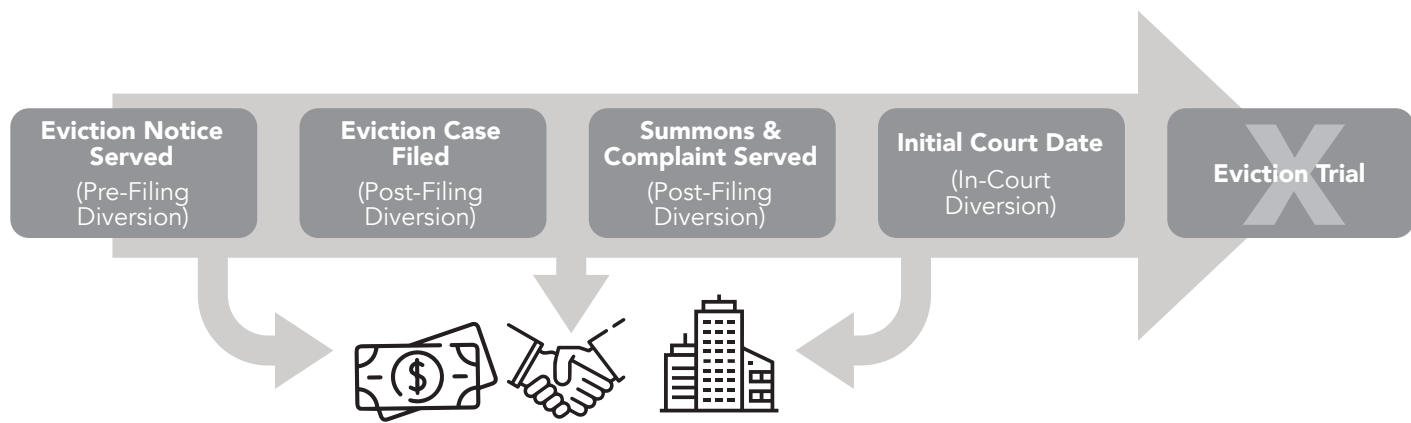 Eviction Notice
Served
(Pre-Filing
Diversion)
Eviction Case
Filed
(Post-Filing
Diversion)
Summons &
Complaint Served
(Post-Filing
Diversion)
Initial Court Date
(In-Court
Diversion)
X
Eviction Trial
$